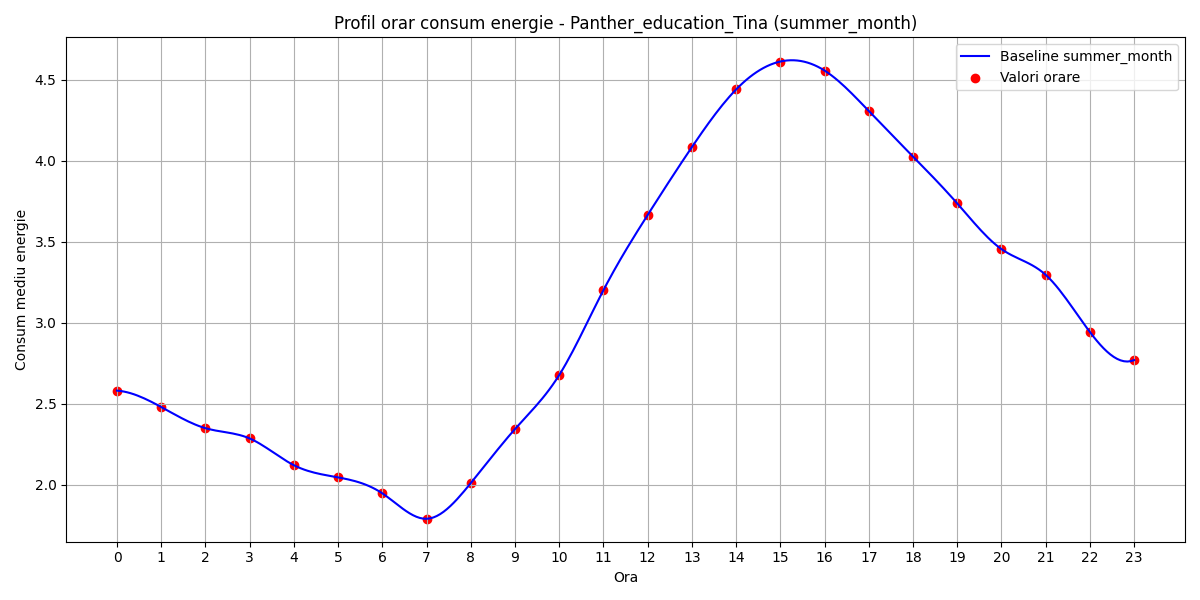 Profil orar consum energie - Panther_education_Tina (summer_month)
Baseline summer_month
Valori orare
Consum mediu energie
4.5
4.0
3.5
3.0
2.5
2.0
0 1 2 3 4 5 6 7 8 9 10 11 12 13 14 15 16 17 18 19 20 21 22 23
Ora